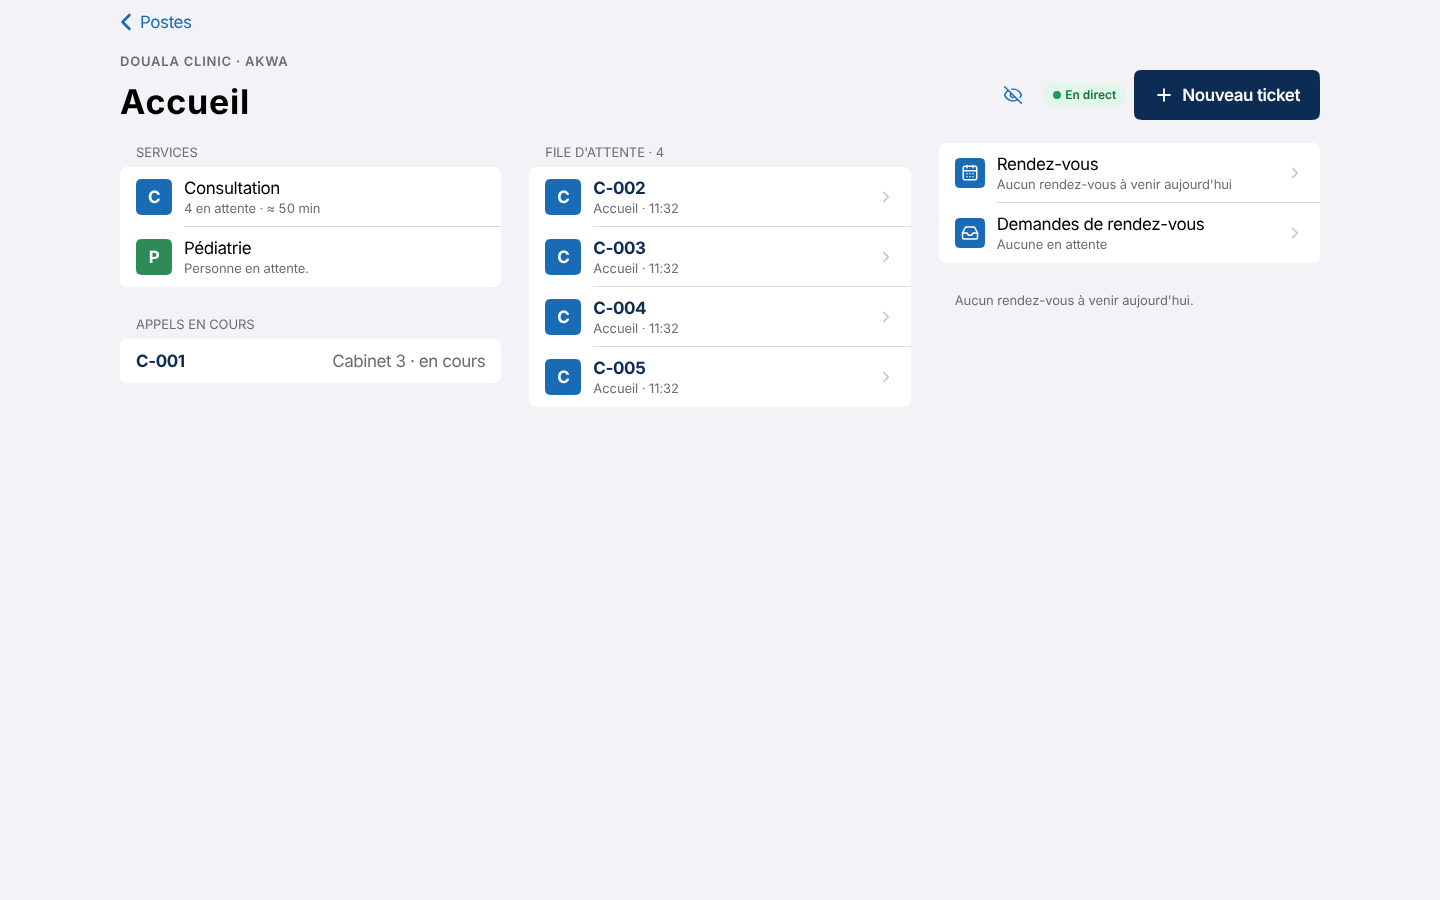 Postes
DOUALA CLINIC · AKWA
Accueil
En direct
Nouveau ticket
SERVICES
C
Consultation
4 en attente · ≈ 50 min
P
Pédiatrie
Personne en attente.
APPELS EN COURS
C-001
Cabinet 3 · en cours
FILE D'ATTENTE · 4
C
C-002
Accueil · 11:32
C
C-003
Accueil · 11:32
C
C-004
Accueil · 11:32
C
C-005
Accueil · 11:32
Rendez-vous
Aucun rendez-vous à venir aujourd'hui
Demandes de rendez-vous
Aucune en attente
Aucun rendez-vous à venir aujourd'hui.